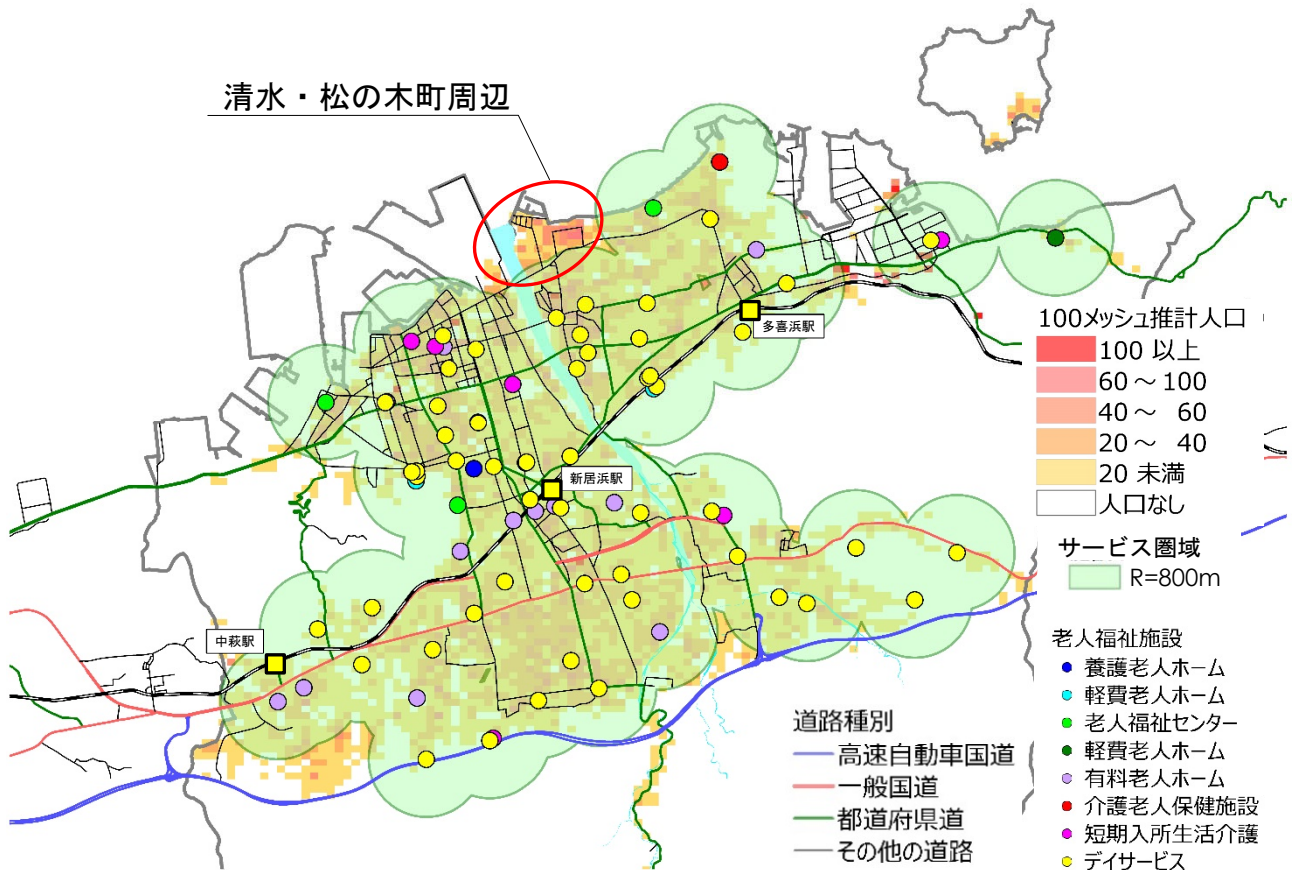 清水・松の木町周辺
多喜浜駅
新居浜駅
中萩駅
100メッシュ推計人口
100 以上
60～100
40～ 60
20～ 40
20 未満
人口なし
サービス圏域
R=800m
老人福祉施設
養護老人ホーム
軽費老人ホーム
老人福祉センター
軽費老人ホーム
有料老人ホーム
介護老人保健施設
短期入所生活介護
デイサービス
道路種別
高速自動車国道
一般国道
都道府県道
その他の道路